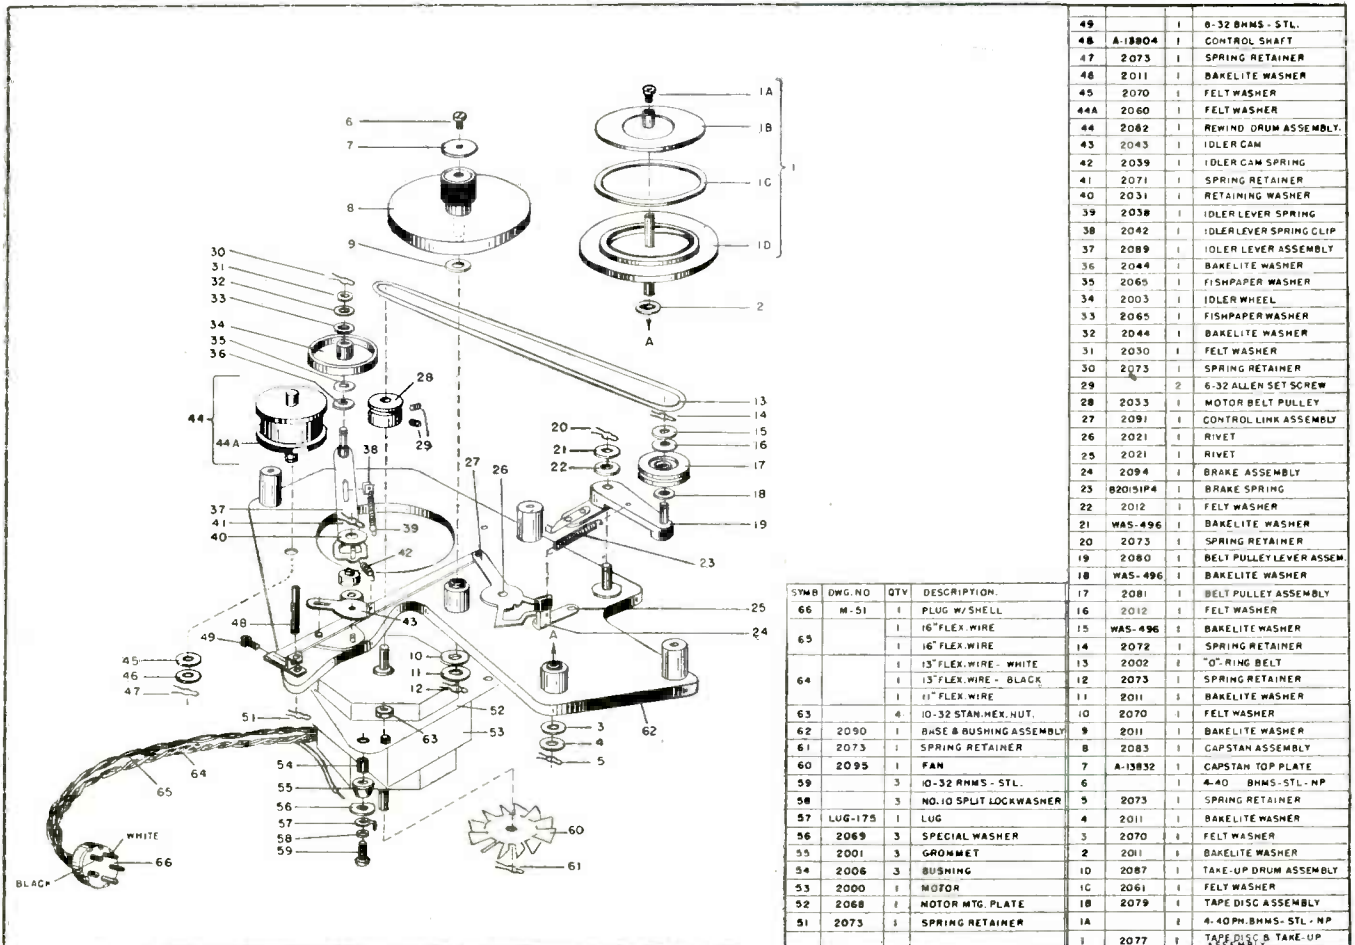 1A
1B
1
1C
1D
2
A
6
7
8
9
30
31
32
33
34
35
36
28
29
44
44A
13
14
15
16
17
18
19
20
21
22
23
38
27
26
37
41
40
39
42
25
24
48
49
43
8
A
45
46
47
10
11
12
51
52
53
63
3
4
5
62
54
55
56
57
58
59
64
65
60
61
WHITE
66
BLACK
49 1 8-32 BHMS - STL.
48 A-13804 1 CONTROL SHAFT
47 2073 1 SPRING RETAINER
46 2011 1 BAKELITE WASHER
45 2070 1 FELT WASHER
44A 2060 1 FELT WASHER
44 2082 1 REWIND DRUM ASSEMBLY.
43 2043 1 IDLER CAM
42 2039 1 IDLER CAM SPRING
41 2071 1 SPRING RETAINER
40 2031 1 RETAINING WASHER
39 2038 1 IDLER LEVER SPRING
38 2042 1 IDLER LEVER SPRING CLIP
37 2089 1 IDLER LEVER ASSEMBLY
36 2044 1 BAKELITE WASHER
35 2065 1 FISHPAPER WASHER
34 2003 1 IDLER WHEEL
33 2065 1 FISHPAPER WASHER
32 2044 1 BAKELITE WASHER
31 2030 1 FELT WASHER
30 2073 1 SPRING RETAINER
29 2 6-32 ALLEN SET SCREW
28 2033 1 MOTOR BELT PULLEY
27 2091 1 CONTROL LINK ASSEMBLY
26 2021 1 RIVET
25 2021 1 RIVET
24 2094 1 BRAKE ASSEMBLY
23 820151P4 1 BRAKE SPRING
22 2012 1 FELT WASHER
21 WAS-496 1 BAKELITE WASHER
20 2073 1 SPRING RETAINER
19 2080 1 BELT PULLEY LEVER ASSEM.
18 WAS-496 1 BAKELITE WASHER
17 2081 1 BELT PULLEY ASSEMBLY
16 2012 1 FELT WASHER
15 WAS-496 1 BAKELITE WASHER
14 2072 1 SPRING RETAINER
13 2002 1 "O"-RING BELT
12 2073 1 SPRING RETAINER
11 2011 1 BAKELITE WASHER
10 2070 1 FELT WASHER
9 2011 1 BAKELITE WASHER
8 2083 1 CAPSTAN ASSEMBLY
7 A-13832 1 CAPSTAN TOP PLATE
6 1 4-40 BHMS-STL-NP
5 2073 1 SPRING RETAINER
4 2011 1 BAKELITE WASHER
3 2070 1 FELT WASHER
2 2011 1 BAKELITE WASHER
1D 2087 1 TAKE-UP DRUM ASSEMBLY
1C 2061 1 FELT WASHER
1B 2079 1 TAPE DISC ASSEMBLY
1A 4-40 PH. BHMS- STL - NP
1 2077 1 TAPE DISC & TAKE-UP
SYMB DWG.NO QTY DESCRIPTION.
66 M-51 1 PLUG W/SHELL
65 1 16" FLEX. WIRE
1 16" FLEX. WIRE
64 1 13" FLEX. WIRE - WHITE
1 13" FLEX. WIRE - BLACK
1 11" FLEX. WIRE
63 4 10-32 STAN. HEX. NUT.
62 2090 1 BASE & BUSHING ASSEMBLY
61 2073 1 SPRING RETAINER
60 2095 1 FAN
59 3 10-32 RHMS - STL.
58 3 NO. 10 SPLIT LOCKWASHER
57 LUG-175 1 LUG
56 2069 3 SPECIAL WASHER
55 2001 3 GROMMET
54 2006 3 BUSHING
53 2000 1 MOTOR
52 2068 1 MOTOR MTG. PLATE
51 2073 1 SPRING RETAINER